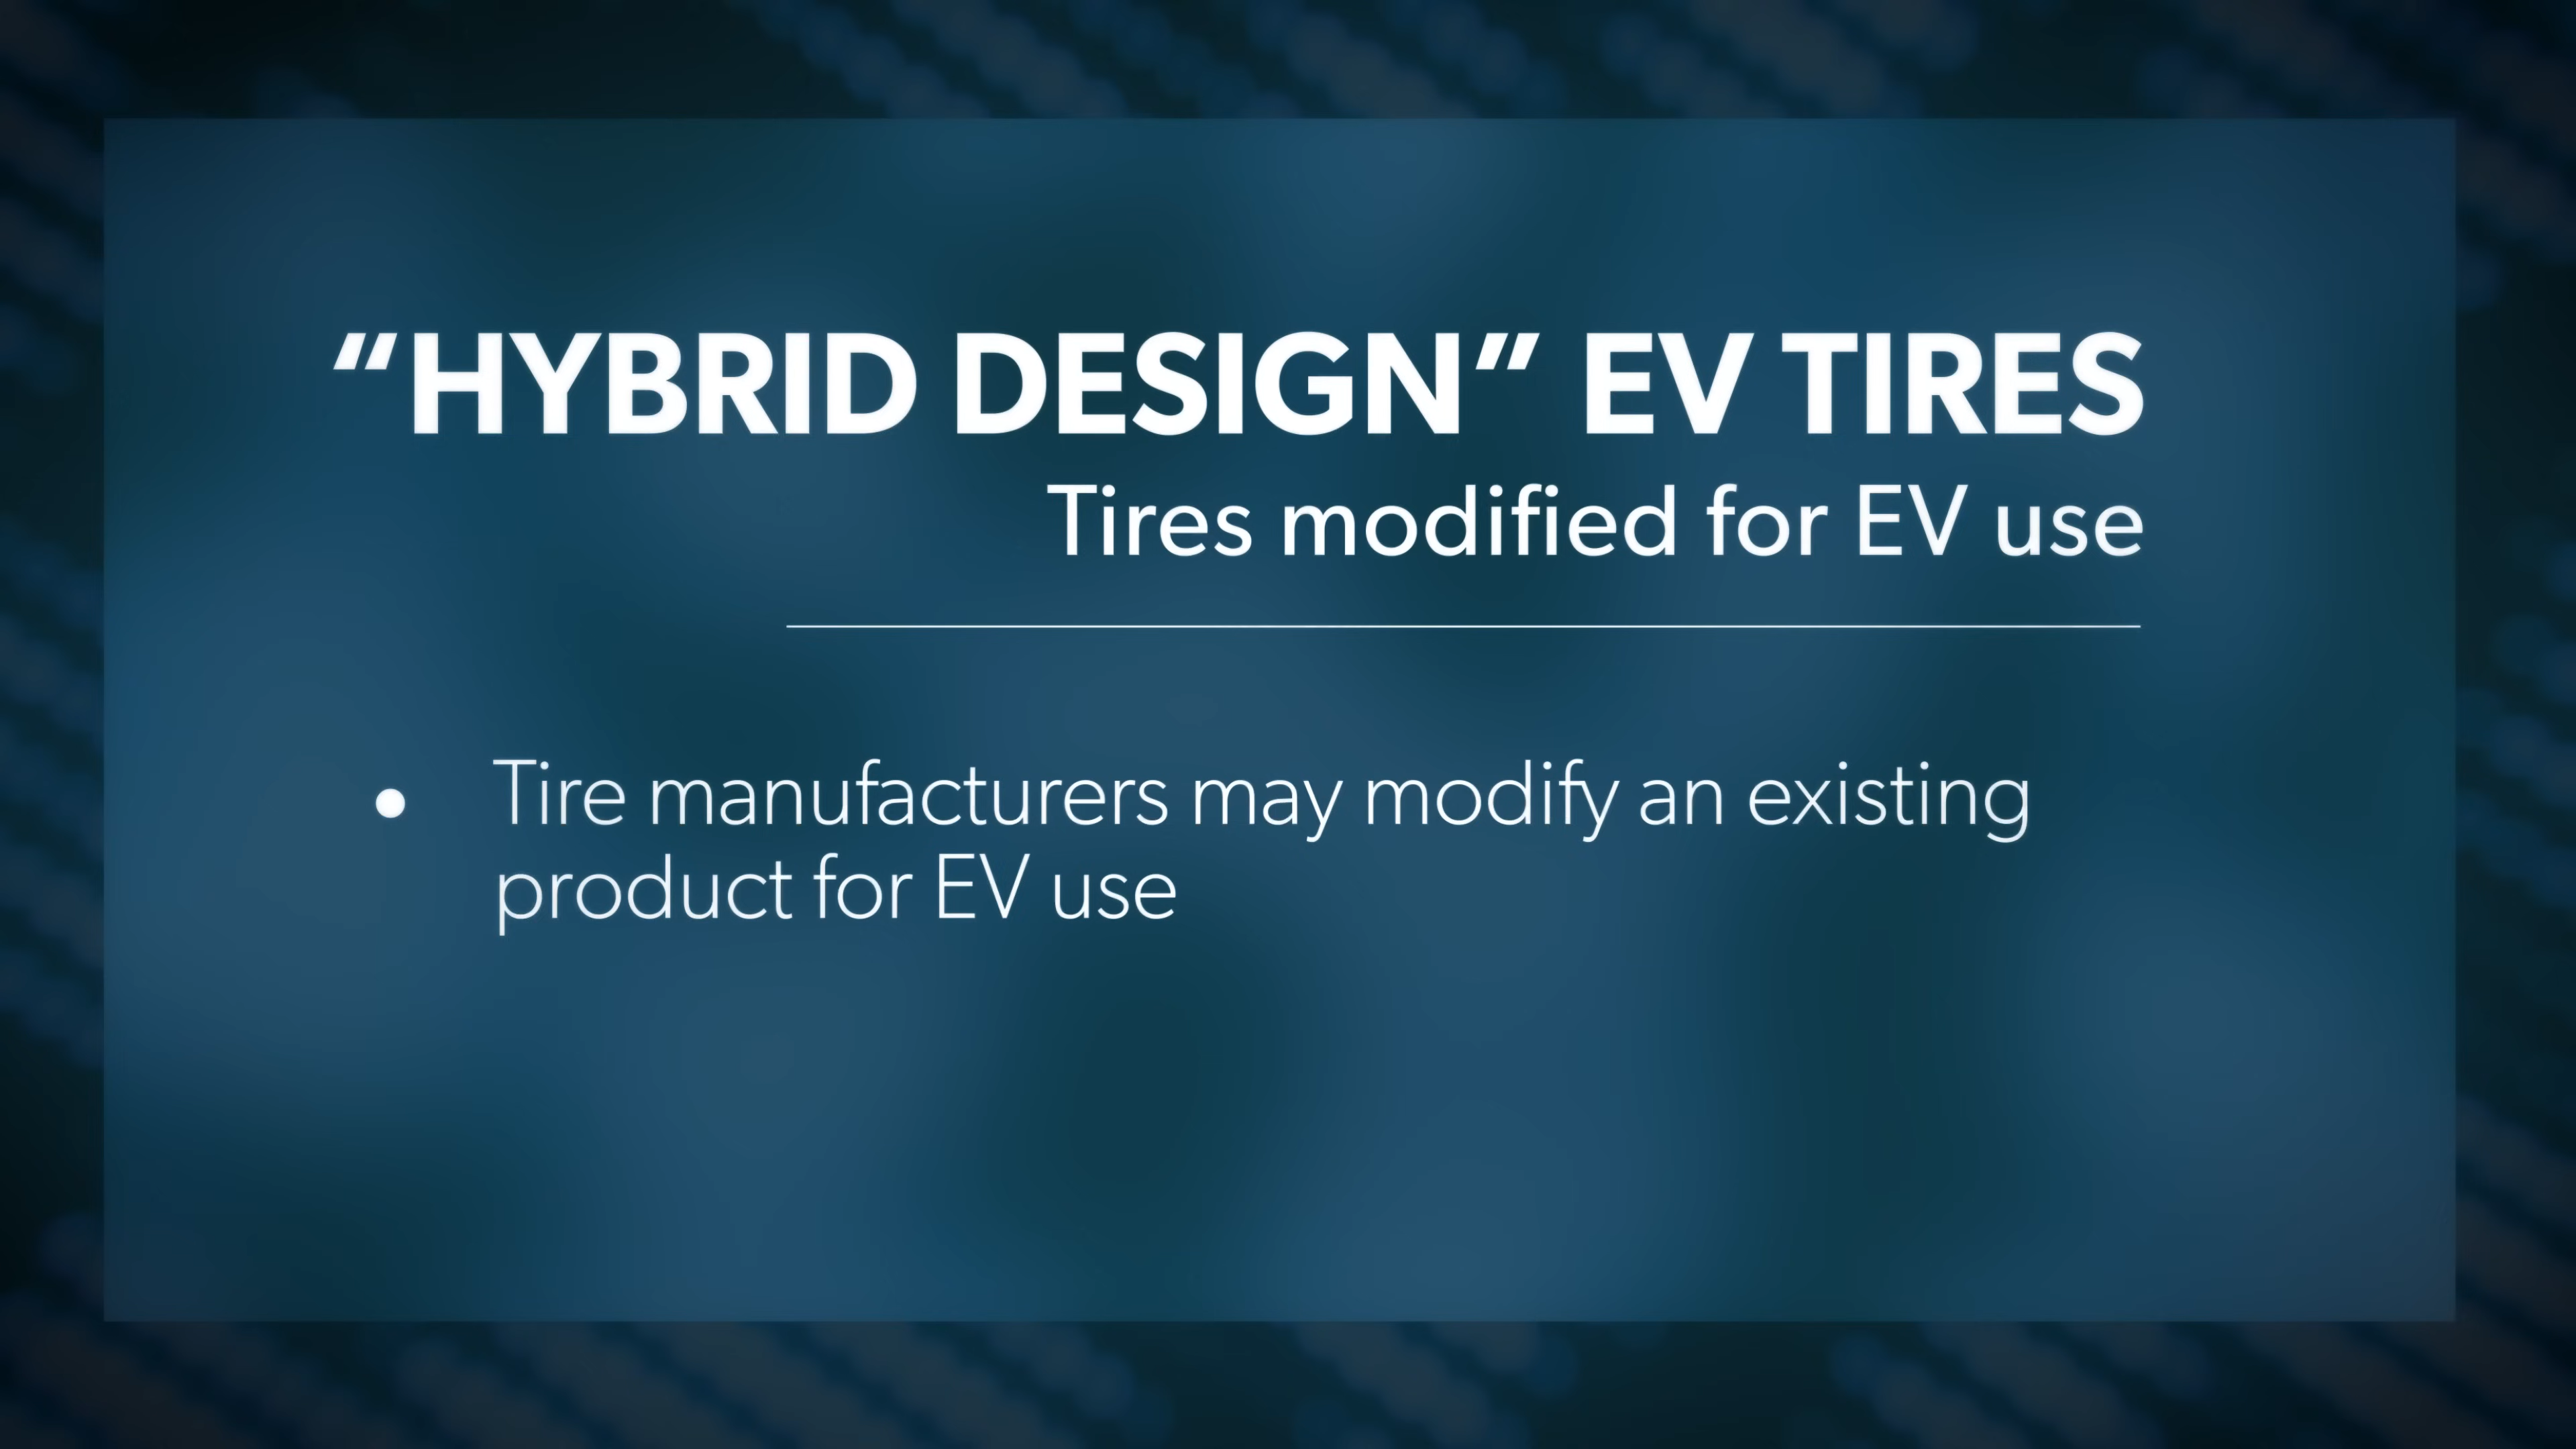 “HYBRID DESIGN” EV TIRES
Tires modified for EV use
• Tire manufacturers may modify an existing
product for EV use